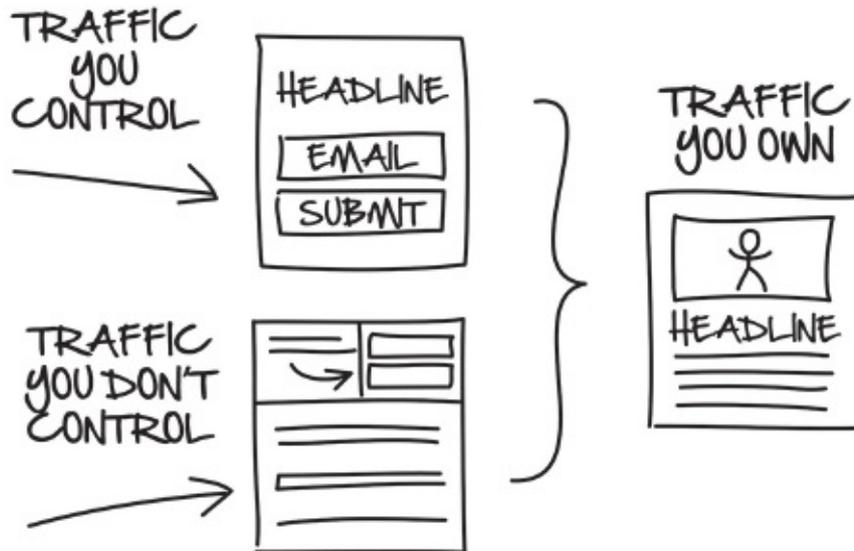 TRAFFIC
YOU
CONTROL
HEADLINE
EMAIL
SUBMIT
TRAFFIC
YOU DON'T
CONTROL
TRAFFIC
YOU OWN
HEADLINE